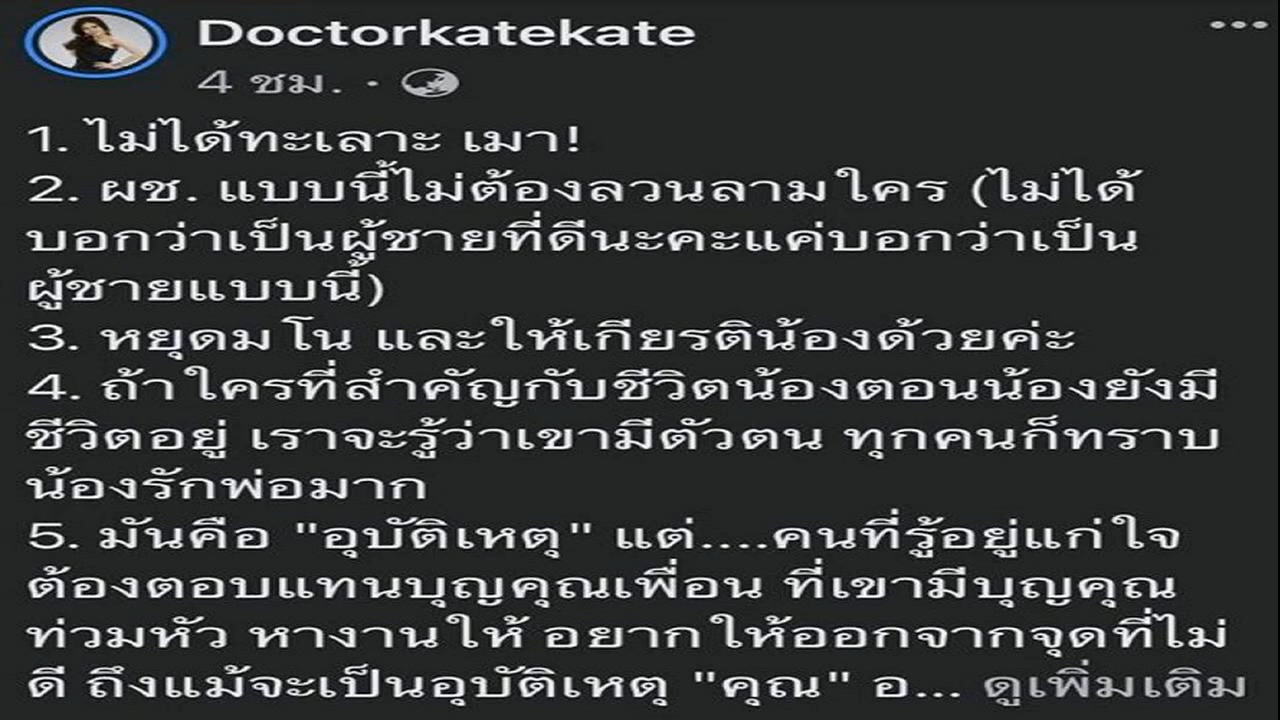 Doctorkatekate
4 ชม. ·
1. ไม่ได้ทะเลาะ เมา!
2. ผช. แบบนี้ไม่ต้องลวนลามใคร (ไม่ได้
บอกว่าเป็นผู้ชายที่ดีนะคะแค่บอกว่าเป็น
ผู้ชายแบบนี้)
3. หยุดมโน และให้เกียรติน้องด้วยค่ะ
4. ถ้าใครที่สำคัญกับชีวิตน้องตอนน้องยังมี
ชีวิตอยู่ เราจะรู้ว่าเขามีตัวตน ทุกคนก็ทราบ
น้องรักพ่อมาก
5. มันคือ "อุบัติเหตุ" แต่....คนที่รู้อยู่แก่ใจ
ต้องตอบแทนบุญคุณเพื่อน ที่เขามีบุญคุณ
ท่วมหัว หางานให้ อยากให้ออกจากจุดที่ไม่
ดี ถึงแม้จะเป็นอุบัติเหตุ "คุณ" อ... ดูเพิ่มเติม